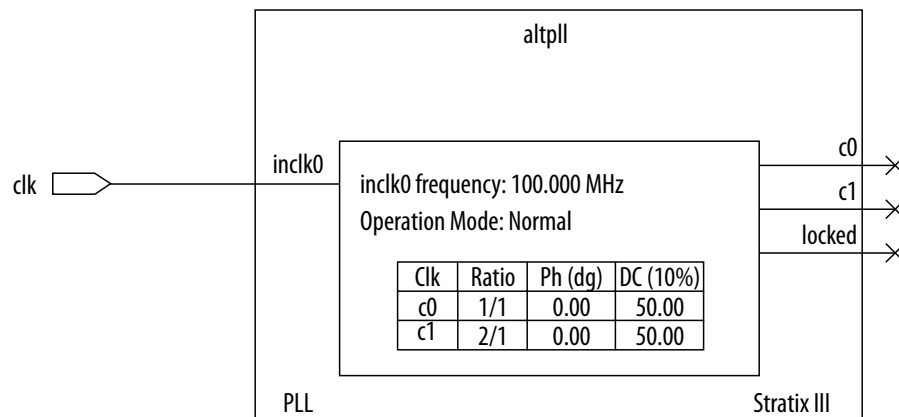 altpll
clk
inclk0
c0
c1
locked
inclk0 frequency: 100.000 MHz
Operation Mode: Normal
Clk Ratio Ph (dg) DC (10%)
c0 1/1 0.00 50.00
c1 2/1 0.00 50.00
PLL
Stratix III